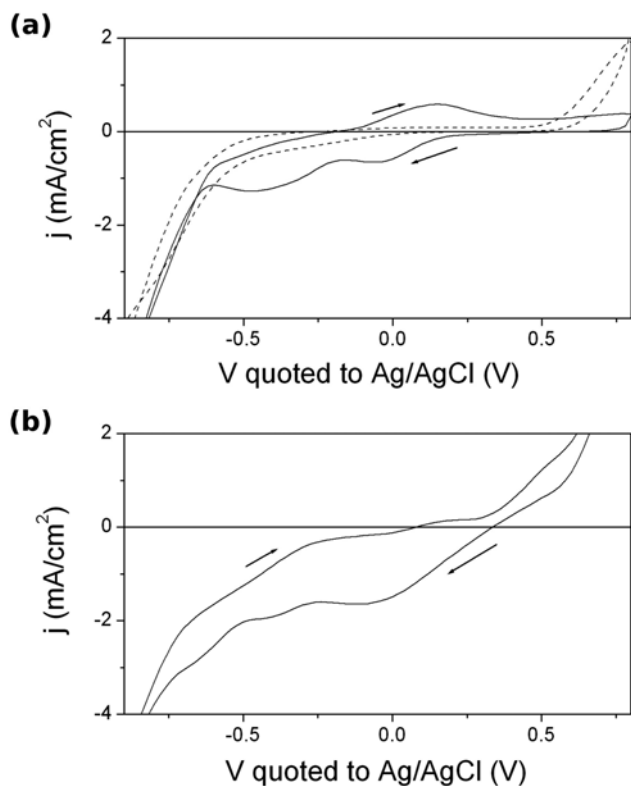 (a)
2
0
-2
-4
j (mA/cm²)
-0.5 0.0 0.5
V quoted to Ag/AgCl (V)
(b)
2
0
-2
-4
j (mA/cm²)
-0.5 0.0 0.5
V quoted to Ag/AgCl (V)